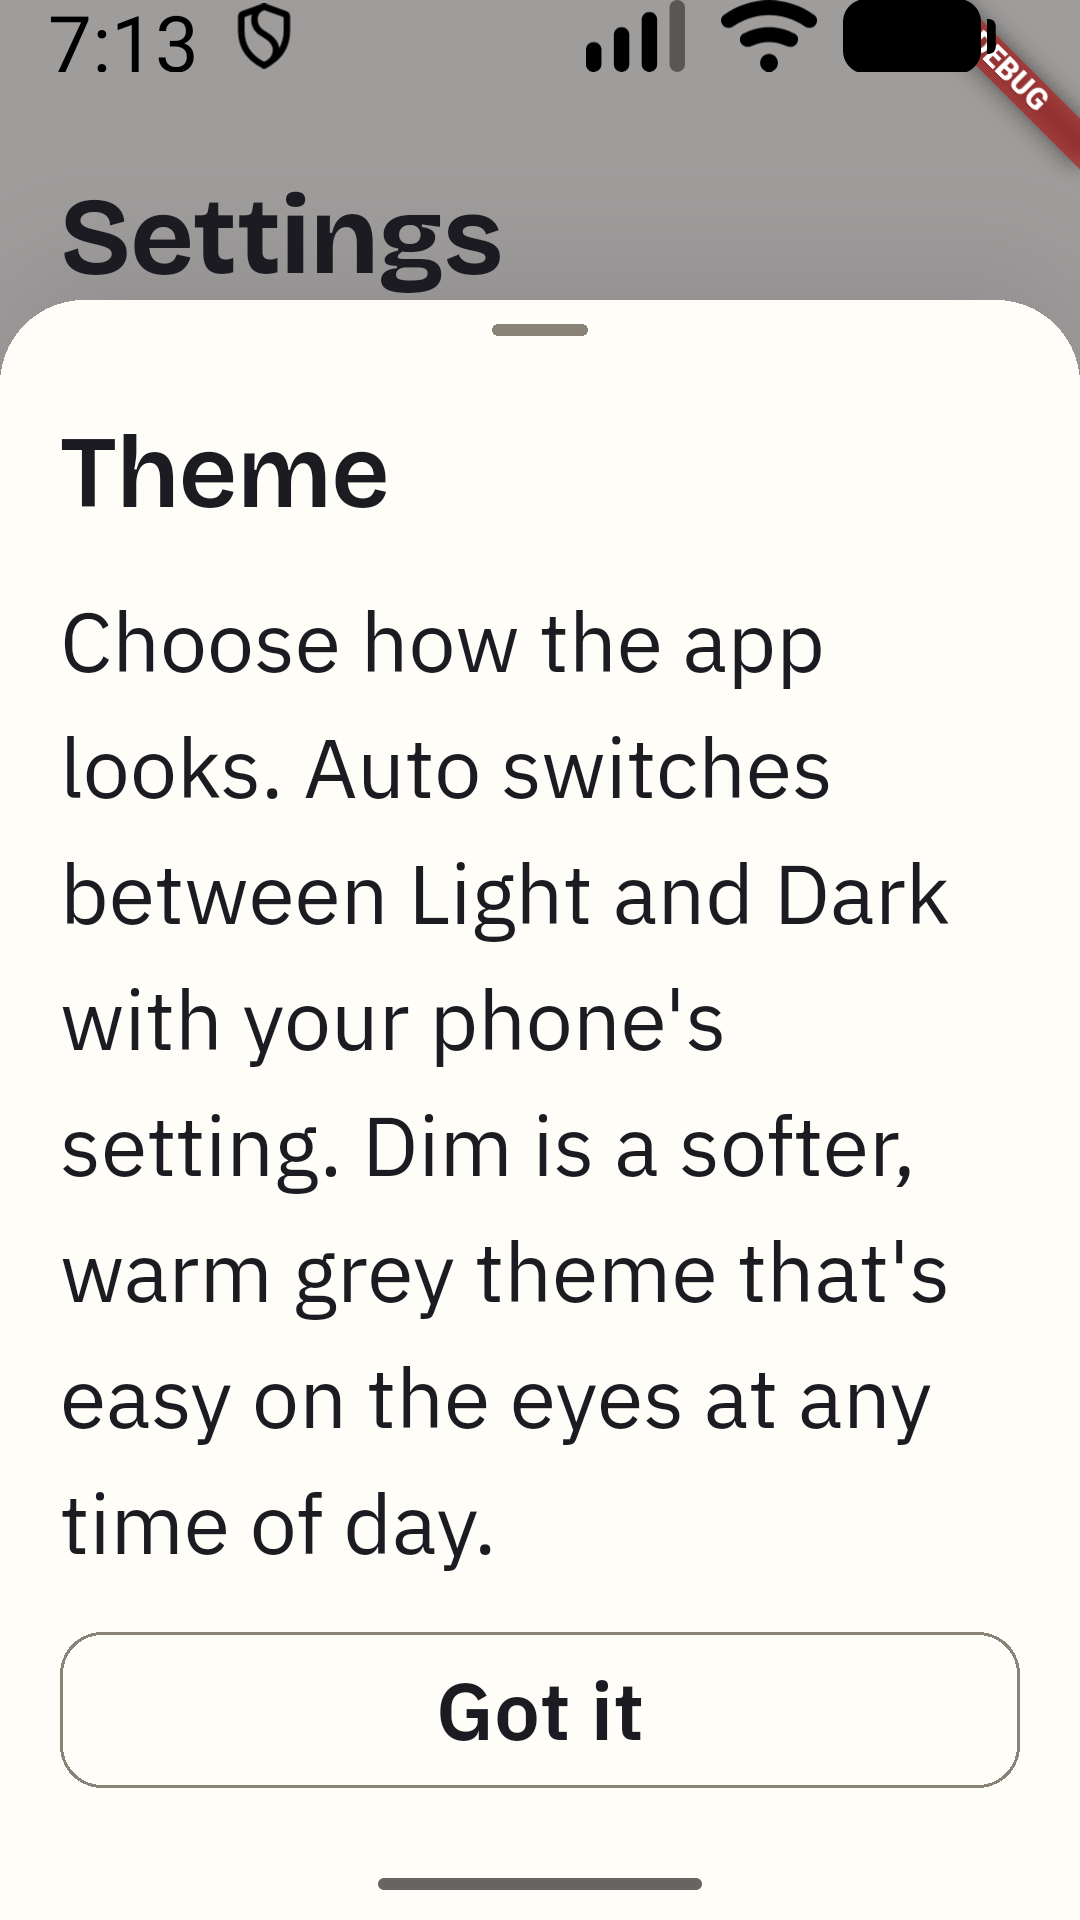 7:13
DEBUG
Settings
Theme
Choose how the app
looks. Auto switches
between Light and Dark
with your phone's
setting. Dim is a softer,
warm grey theme that's
easy on the eyes at any
time of day.
Got it